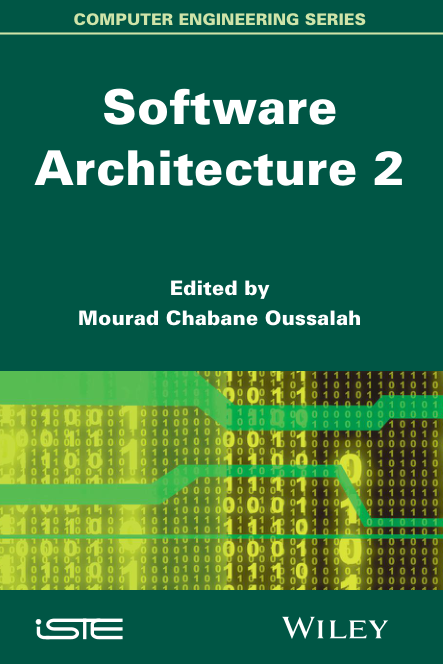 COMPUTER ENGINEERING SERIES
Software
Architecture 2
Edited by
Mourad Chabane Oussalah
iSTE
WILEY